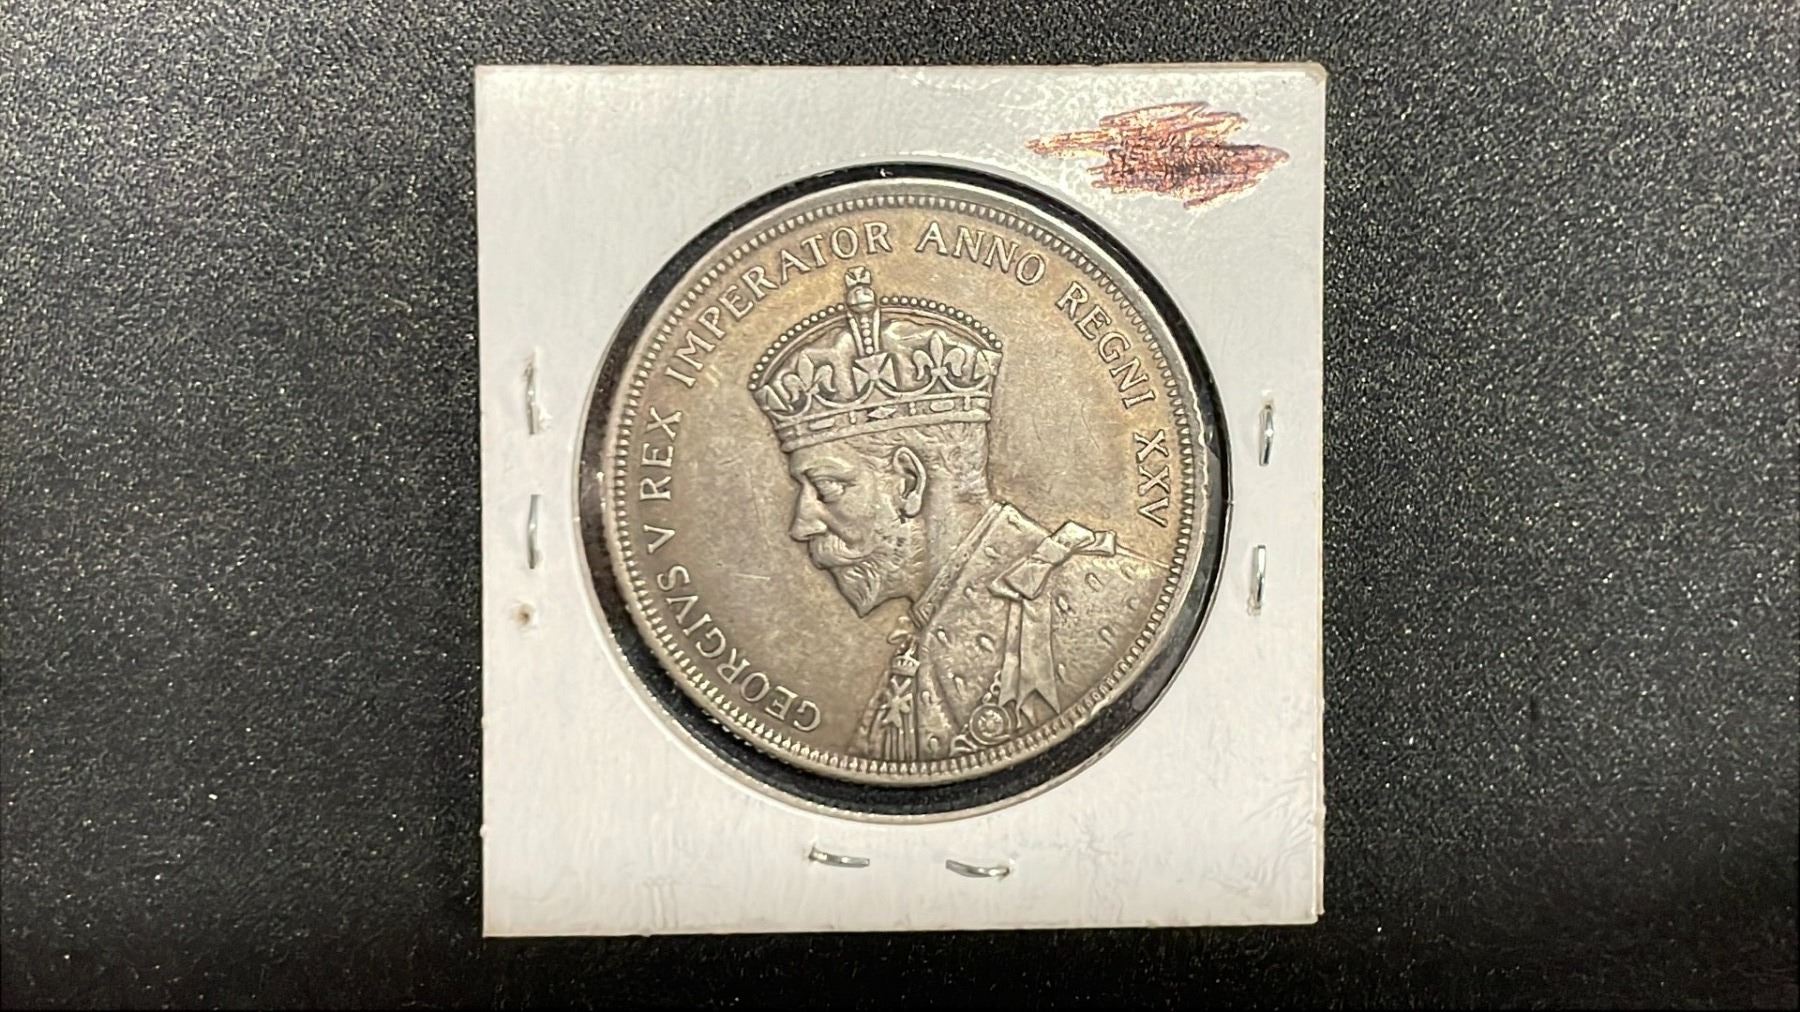 GEORGIVS V REX IMPERATOR ANNO REGNI XXV